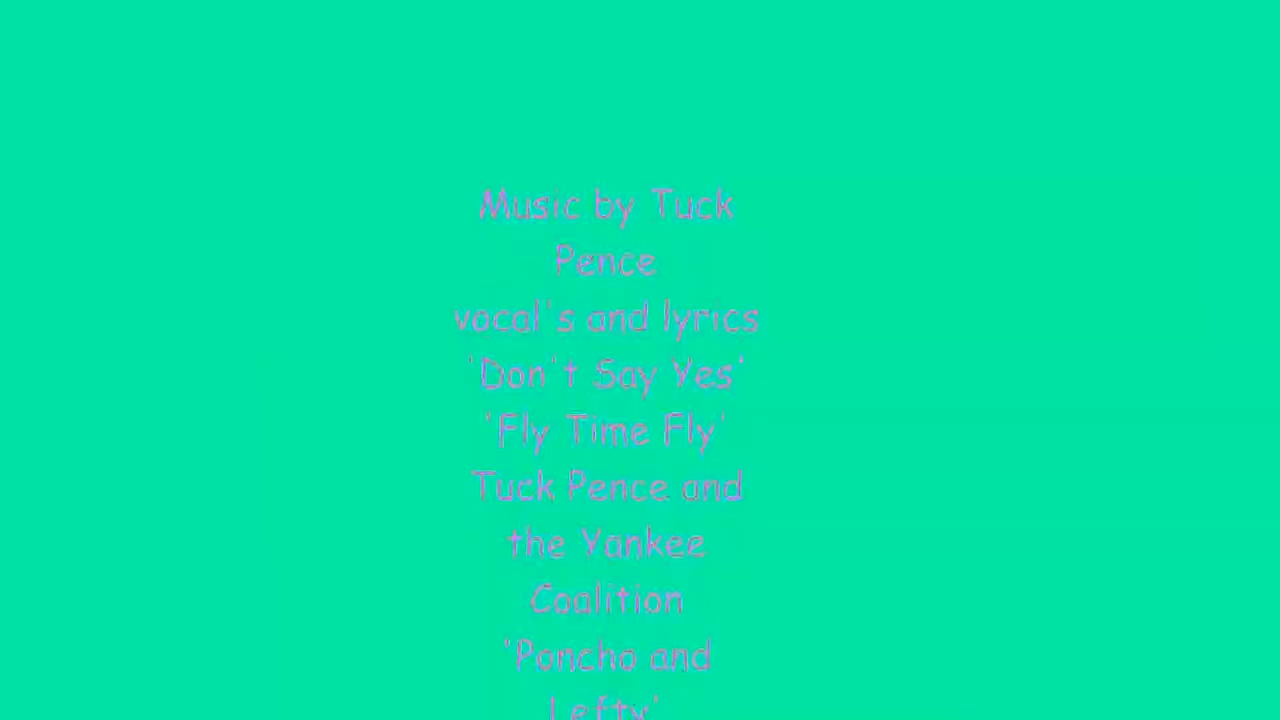 Music by Tuck
Pence
vocal's and lyrics
'Don't Say Yes'
'Fly Time Fly'
Tuck Pence and
the Yankee
Coalition
'Poncho and
Lefty'